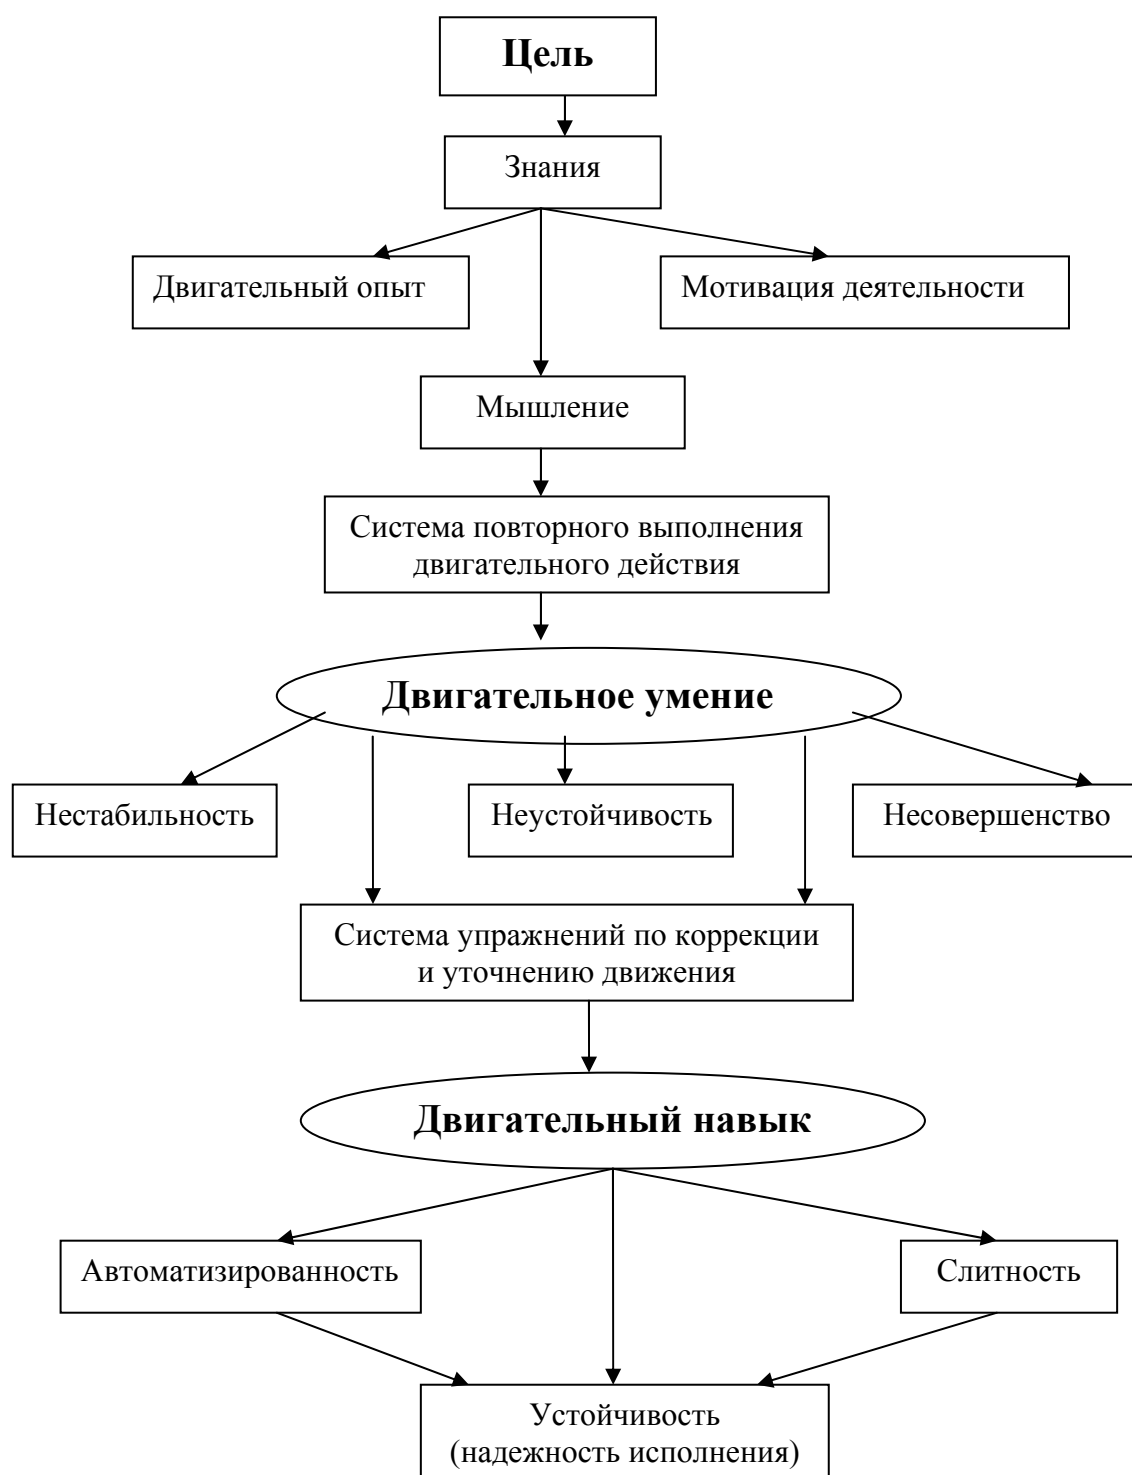 Цель
Знания
Двигательный опыт
Мотивация деятельности
Мышление
Система повторного выполнения
двигательного действия
Двигательное умение
Нестабильность
Неустойчивость
Несовершенство
Система упражнений по коррекции
и уточнению движения
Двигательный навык
Автоматизированность
Слитность
Устойчивость
(надежность исполнения)